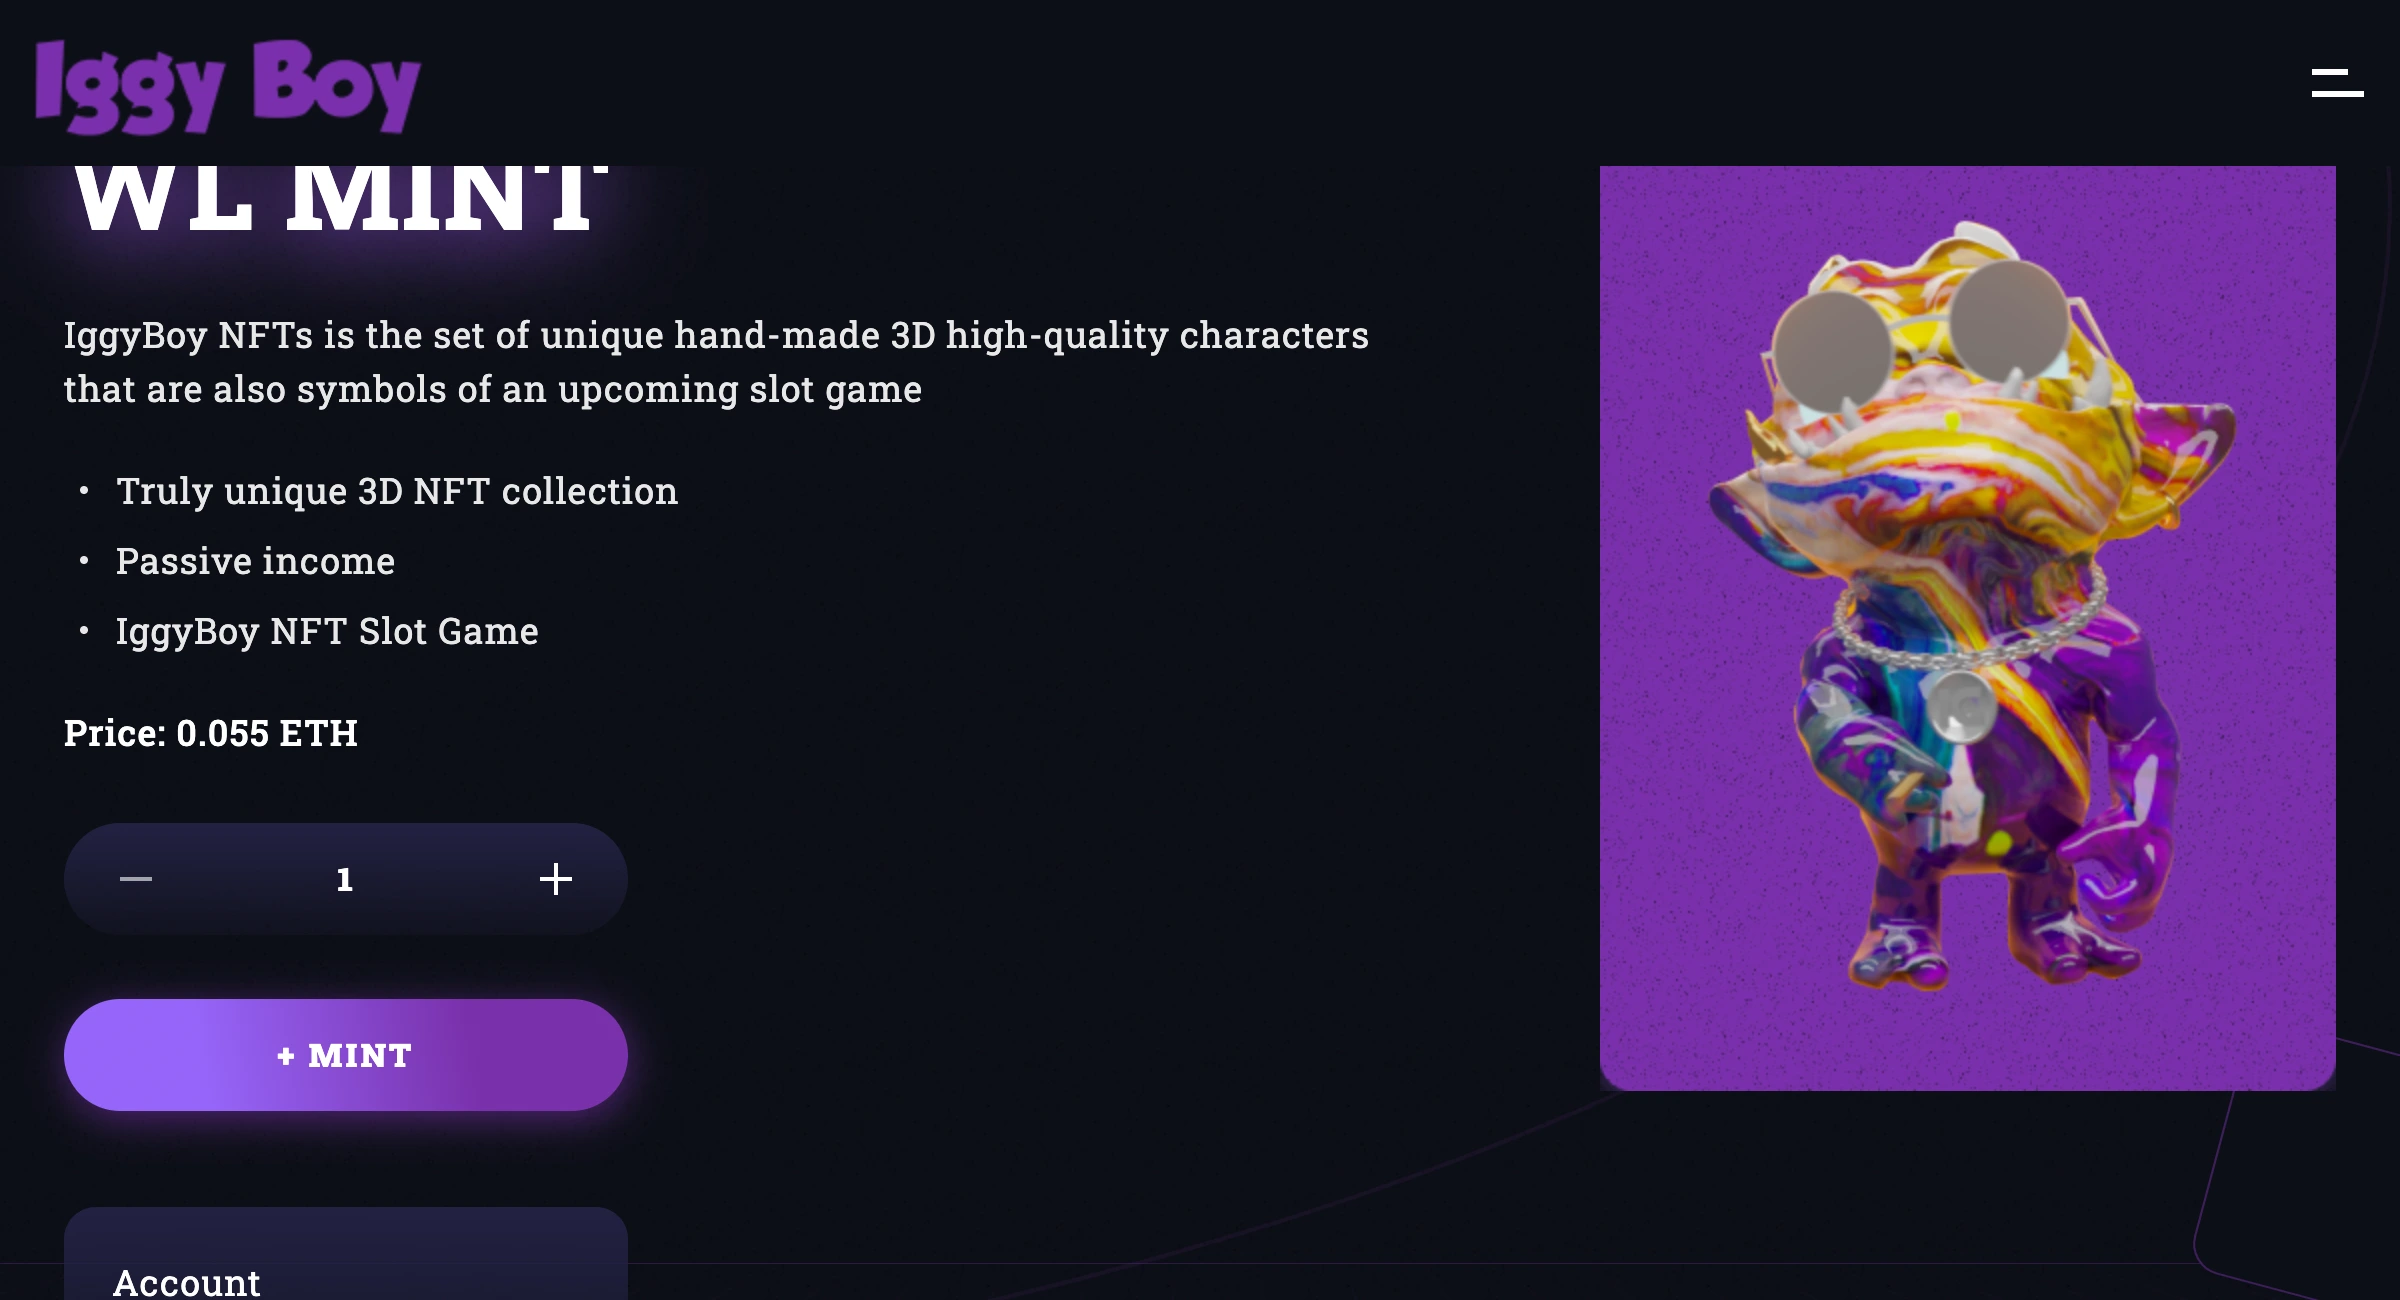 Iggy Boy
WL MINT
IggyBoy NFTs is the set of unique hand-made 3D high-quality characters
that are also symbols of an upcoming slot game
• Truly unique 3D NFT collection
• Passive income
• IggyBoy NFT Slot Game
Price: 0.055 ETH
1
+ MINT
Account